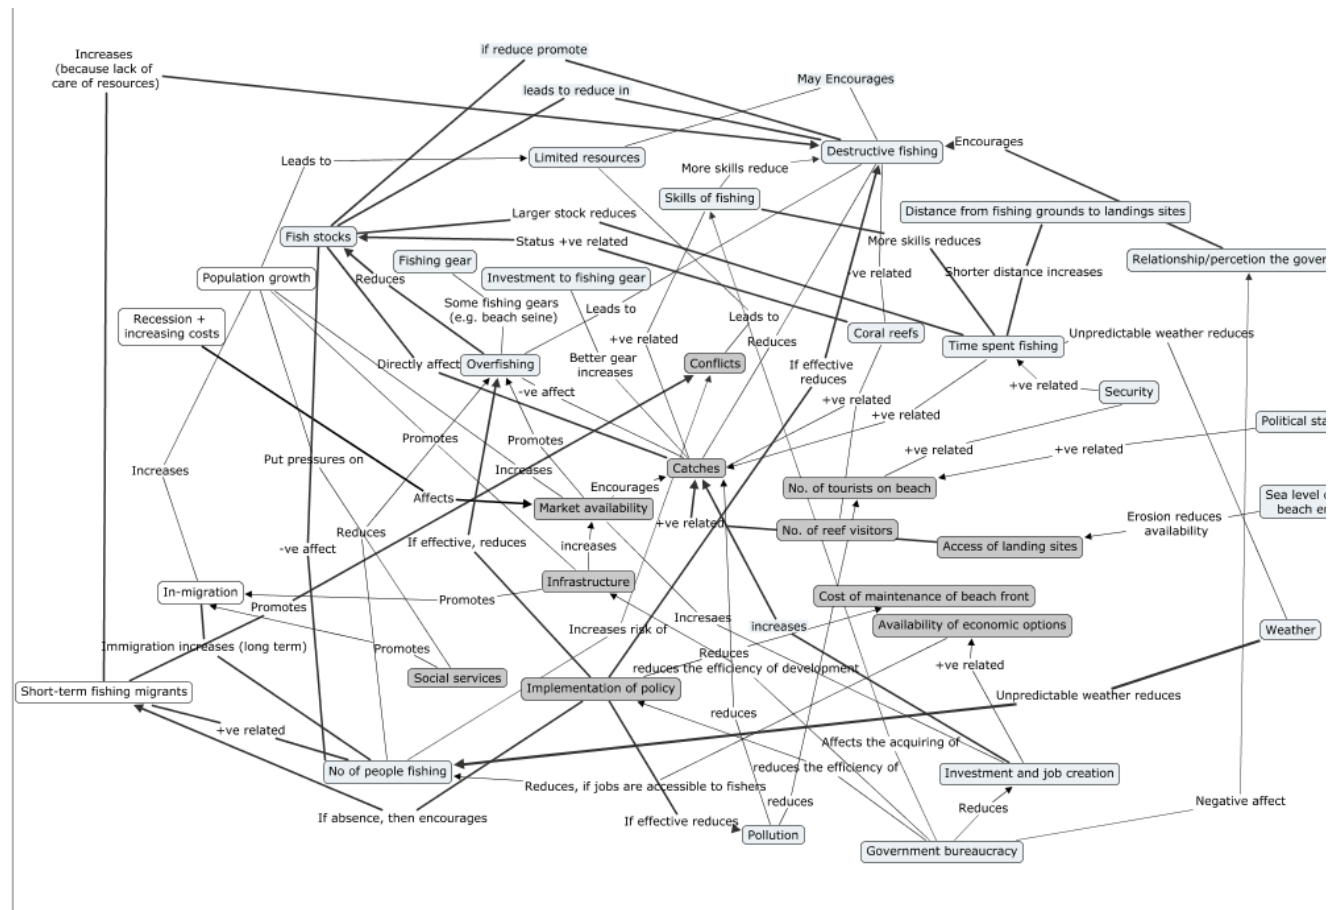 Increases
(because lack of
care of resources)
if reduce promote
leads to reduce in
May Encourages
Destructive fishing
Encourages
Leads to
Limited resources
More skills reduce
Skills of fishing
Distance from fishing grounds to landings sites
Larger stock reduces
Fish stocks
Status +ve related
More skills reduces
Relationship/percetion the gover
Fishing gear
Population growth
Reduces
Investment to fishing gear
-ve related
Shorter distance increases
Some fishing gears
(e.g. beach seine)
Leads to
Recession +
increasing costs
Leads to
Coral reefs
+ve related
Reduces
Time spent fishing
Unpredictable weather reduces
Directly affect
Overfishing
Better gear
increases
Conflicts
If effective
reduces
-ve affect
+ve related
Security
+ve related
+ve related
Political sta
Promotes
Promotes
+ve related
+ve related
Increases
Put pressures on
Increases
Catches
Encourages
No. of tourists on beach
Affects
Market availability
Sea level
beach er
Reduces
+ve related
No. of reef visitors
Erosion reduces
availability
-ve affect
If effective, reduces
increases
Access of landing sites
In-migration
Infrastructure
Promotes
Promotes
Cost of maintenance of beach front
Increases risk of
Incresaes
increases
Availability of economic options
Weather
Immigration increases (long term)
Promotes
Reduces
reduces the efficiency of development
+ve related
Social services
Short-term fishing migrants
Implementation of policy
Unpredictable weather reduces
reduces
+ve related
Affects the acquiring of
No of people fishing
reduces the efficiency of
Investment and job creation
Reduces, if jobs are accessible to fishers
reduces
Reduces
Negative affect
If absence, then encourages
If effective reduces
Pollution
Government bureaucracy